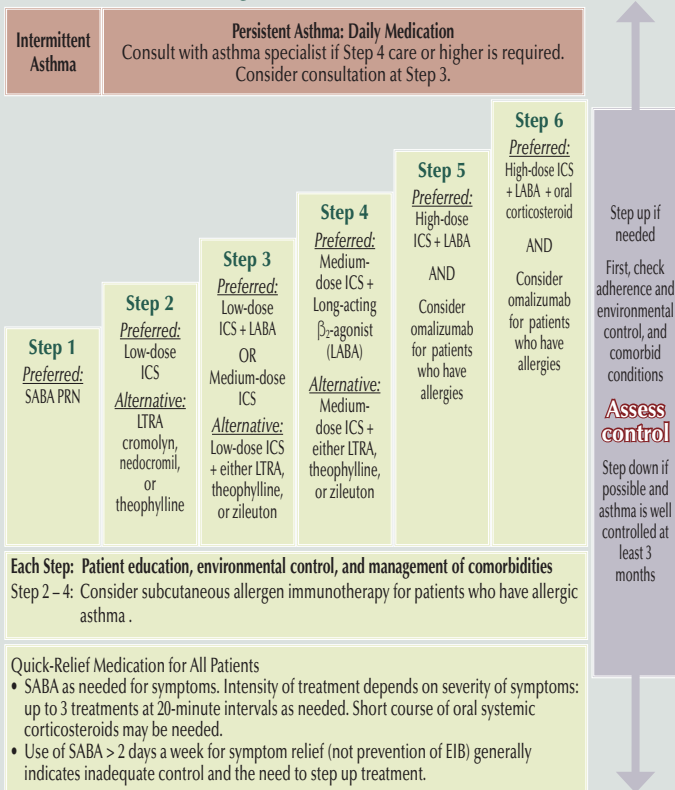 Intermittent
Asthma
Persistent Asthma: Daily Medication
Consult with asthma specialist if Step 4 care or higher is required.
Consider consultation at Step 3.
Step 1
Preferred:
SABA PRN
Step 2
Preferred:
Low-dose
ICS
Alternative:
LTRA
cromolyn,
nedocromil,
or
theophylline
Step 3
Preferred:
Low-dose
ICS + LABA
OR
Medium-dose
ICS
Alternative:
Low-dose ICS
+ either LTRA,
theophylline,
or zileuton
Step 4
Preferred:
Medium-
dose ICS +
Long-acting
β₂-agonist
(LABA)
Alternative:
Medium-
dose ICS +
either LTRA,
theophylline,
or zileuton
Step 5
Preferred:
High-dose
ICS + LABA
AND
Consider
omalizumab
for patients
who have
allergies
Step 6
Preferred:
High-dose ICS
+ LABA + oral
corticosteroid
AND
Consider
omalizumab
for patients
who have
allergies
Step up if
needed
First, check
adherence and
environmental
control, and
comorbid
conditions
Assess
control
Step down if
possible and
asthma is well
controlled at
least 3
months
Each Step: Patient education, environmental control, and management of comorbidities
Step 2 – 4: Consider subcutaneous allergen immunotherapy for patients who have allergic
asthma .
Quick-Relief Medication for All Patients
• SABA as needed for symptoms. Intensity of treatment depends on severity of symptoms:
up to 3 treatments at 20-minute intervals as needed. Short course of oral systemic
corticosteroids may be needed.
• Use of SABA > 2 days a week for symptom relief (not prevention of EIB) generally
indicates inadequate control and the need to step up treatment.